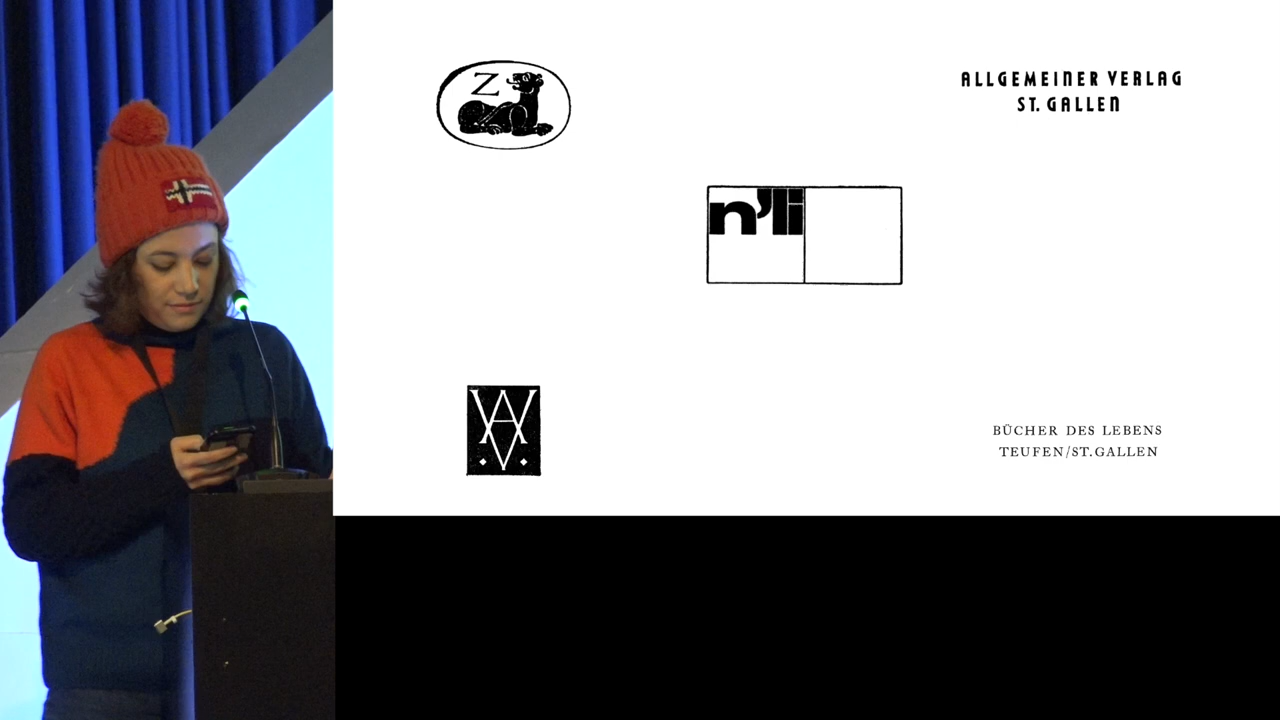 Z
ALLGEMEINER VERLAG
ST. GALLEN
n'li
AV
BÜCHER DES LEBENS
TEUFEN/ST.GALLEN